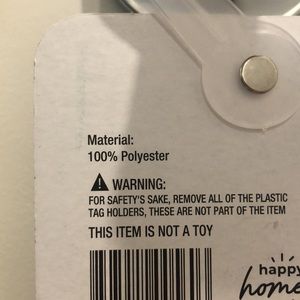 Material:
100% Polyester
WARNING:
FOR SAFETY'S SAKE, REMOVE ALL OF THE PLASTIC
TAG HOLDERS, THESE ARE NOT PART OF THE ITEM
THIS ITEM IS NOT A TOY
happy
home